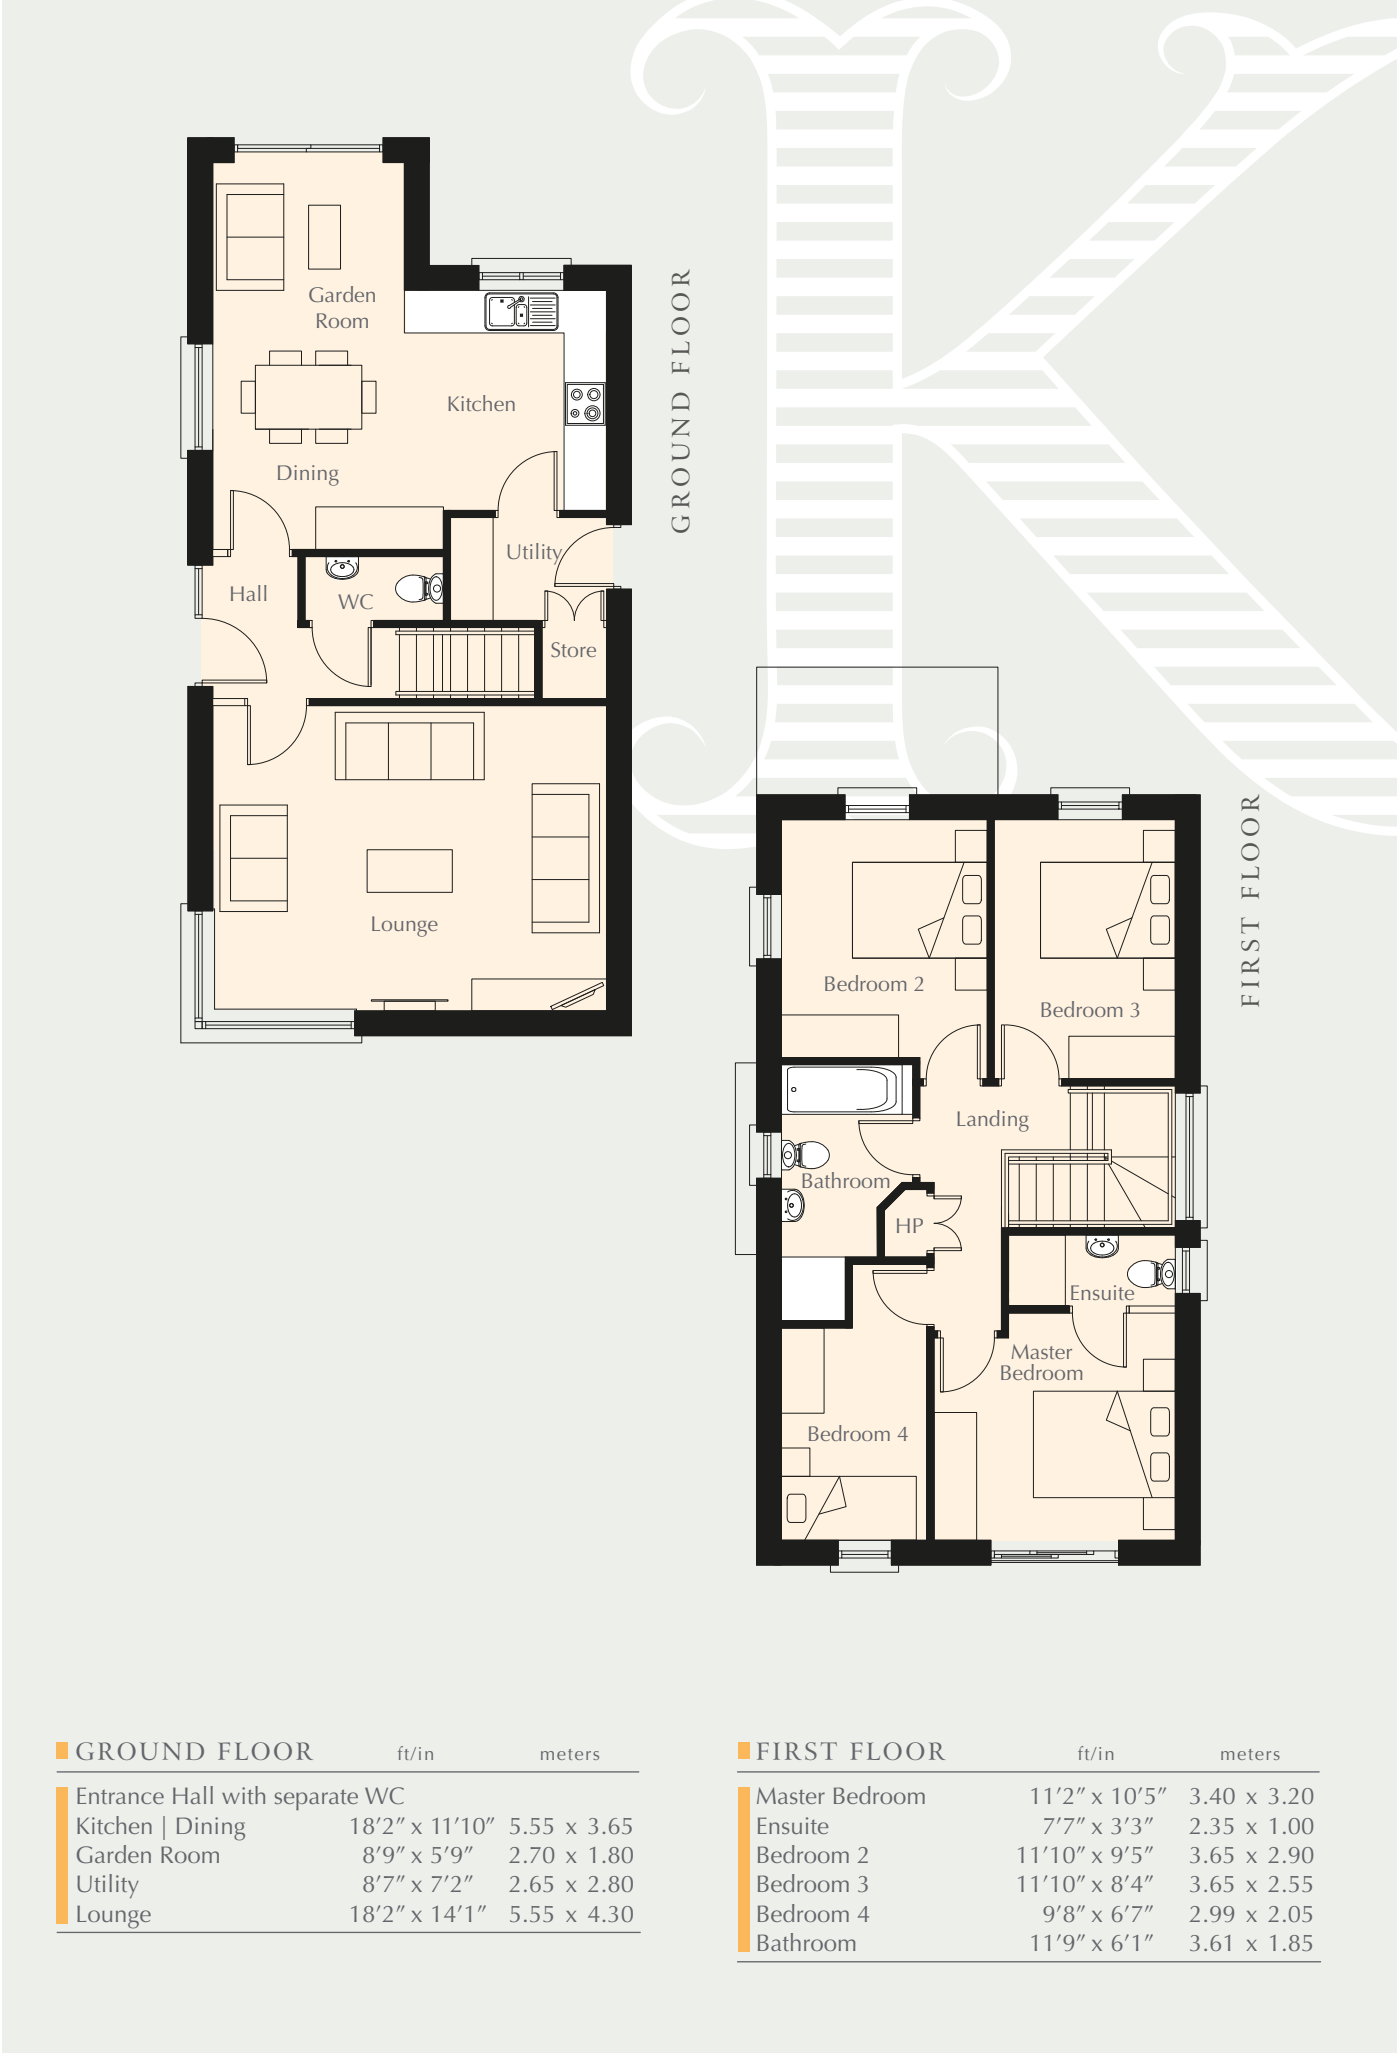 K
GROUND FLOOR
Garden
Room
Kitchen
Dining
Utility
Hall
WC
Store
Lounge
FIRST FLOOR
Bedroom 2
Bedroom 3
Landing
Bathroom
HP
Ensuite
Master
Bedroom
Bedroom 4
GROUND FLOOR ft/in meters
Entrance Hall with separate WC
Kitchen | Dining 18′2″ x 11′10″ 5.55 x 3.65
Garden Room 8′9″ x 5′9″ 2.70 x 1.80
Utility 8′7″ x 7′2″ 2.65 x 2.80
Lounge 18′2″ x 14′1″ 5.55 x 4.30
FIRST FLOOR ft/in meters
Master Bedroom 11′2″ x 10′5″ 3.40 x 3.20
Ensuite 7′7″ x 3′3″ 2.35 x 1.00
Bedroom 2 11′10″ x 9′5″ 3.65 x 2.90
Bedroom 3 11′10″ x 8′4″ 3.65 x 2.55
Bedroom 4 9′8″ x 6′7″ 2.99 x 2.05
Bathroom 11′9″ x 6′1″ 3.61 x 1.85